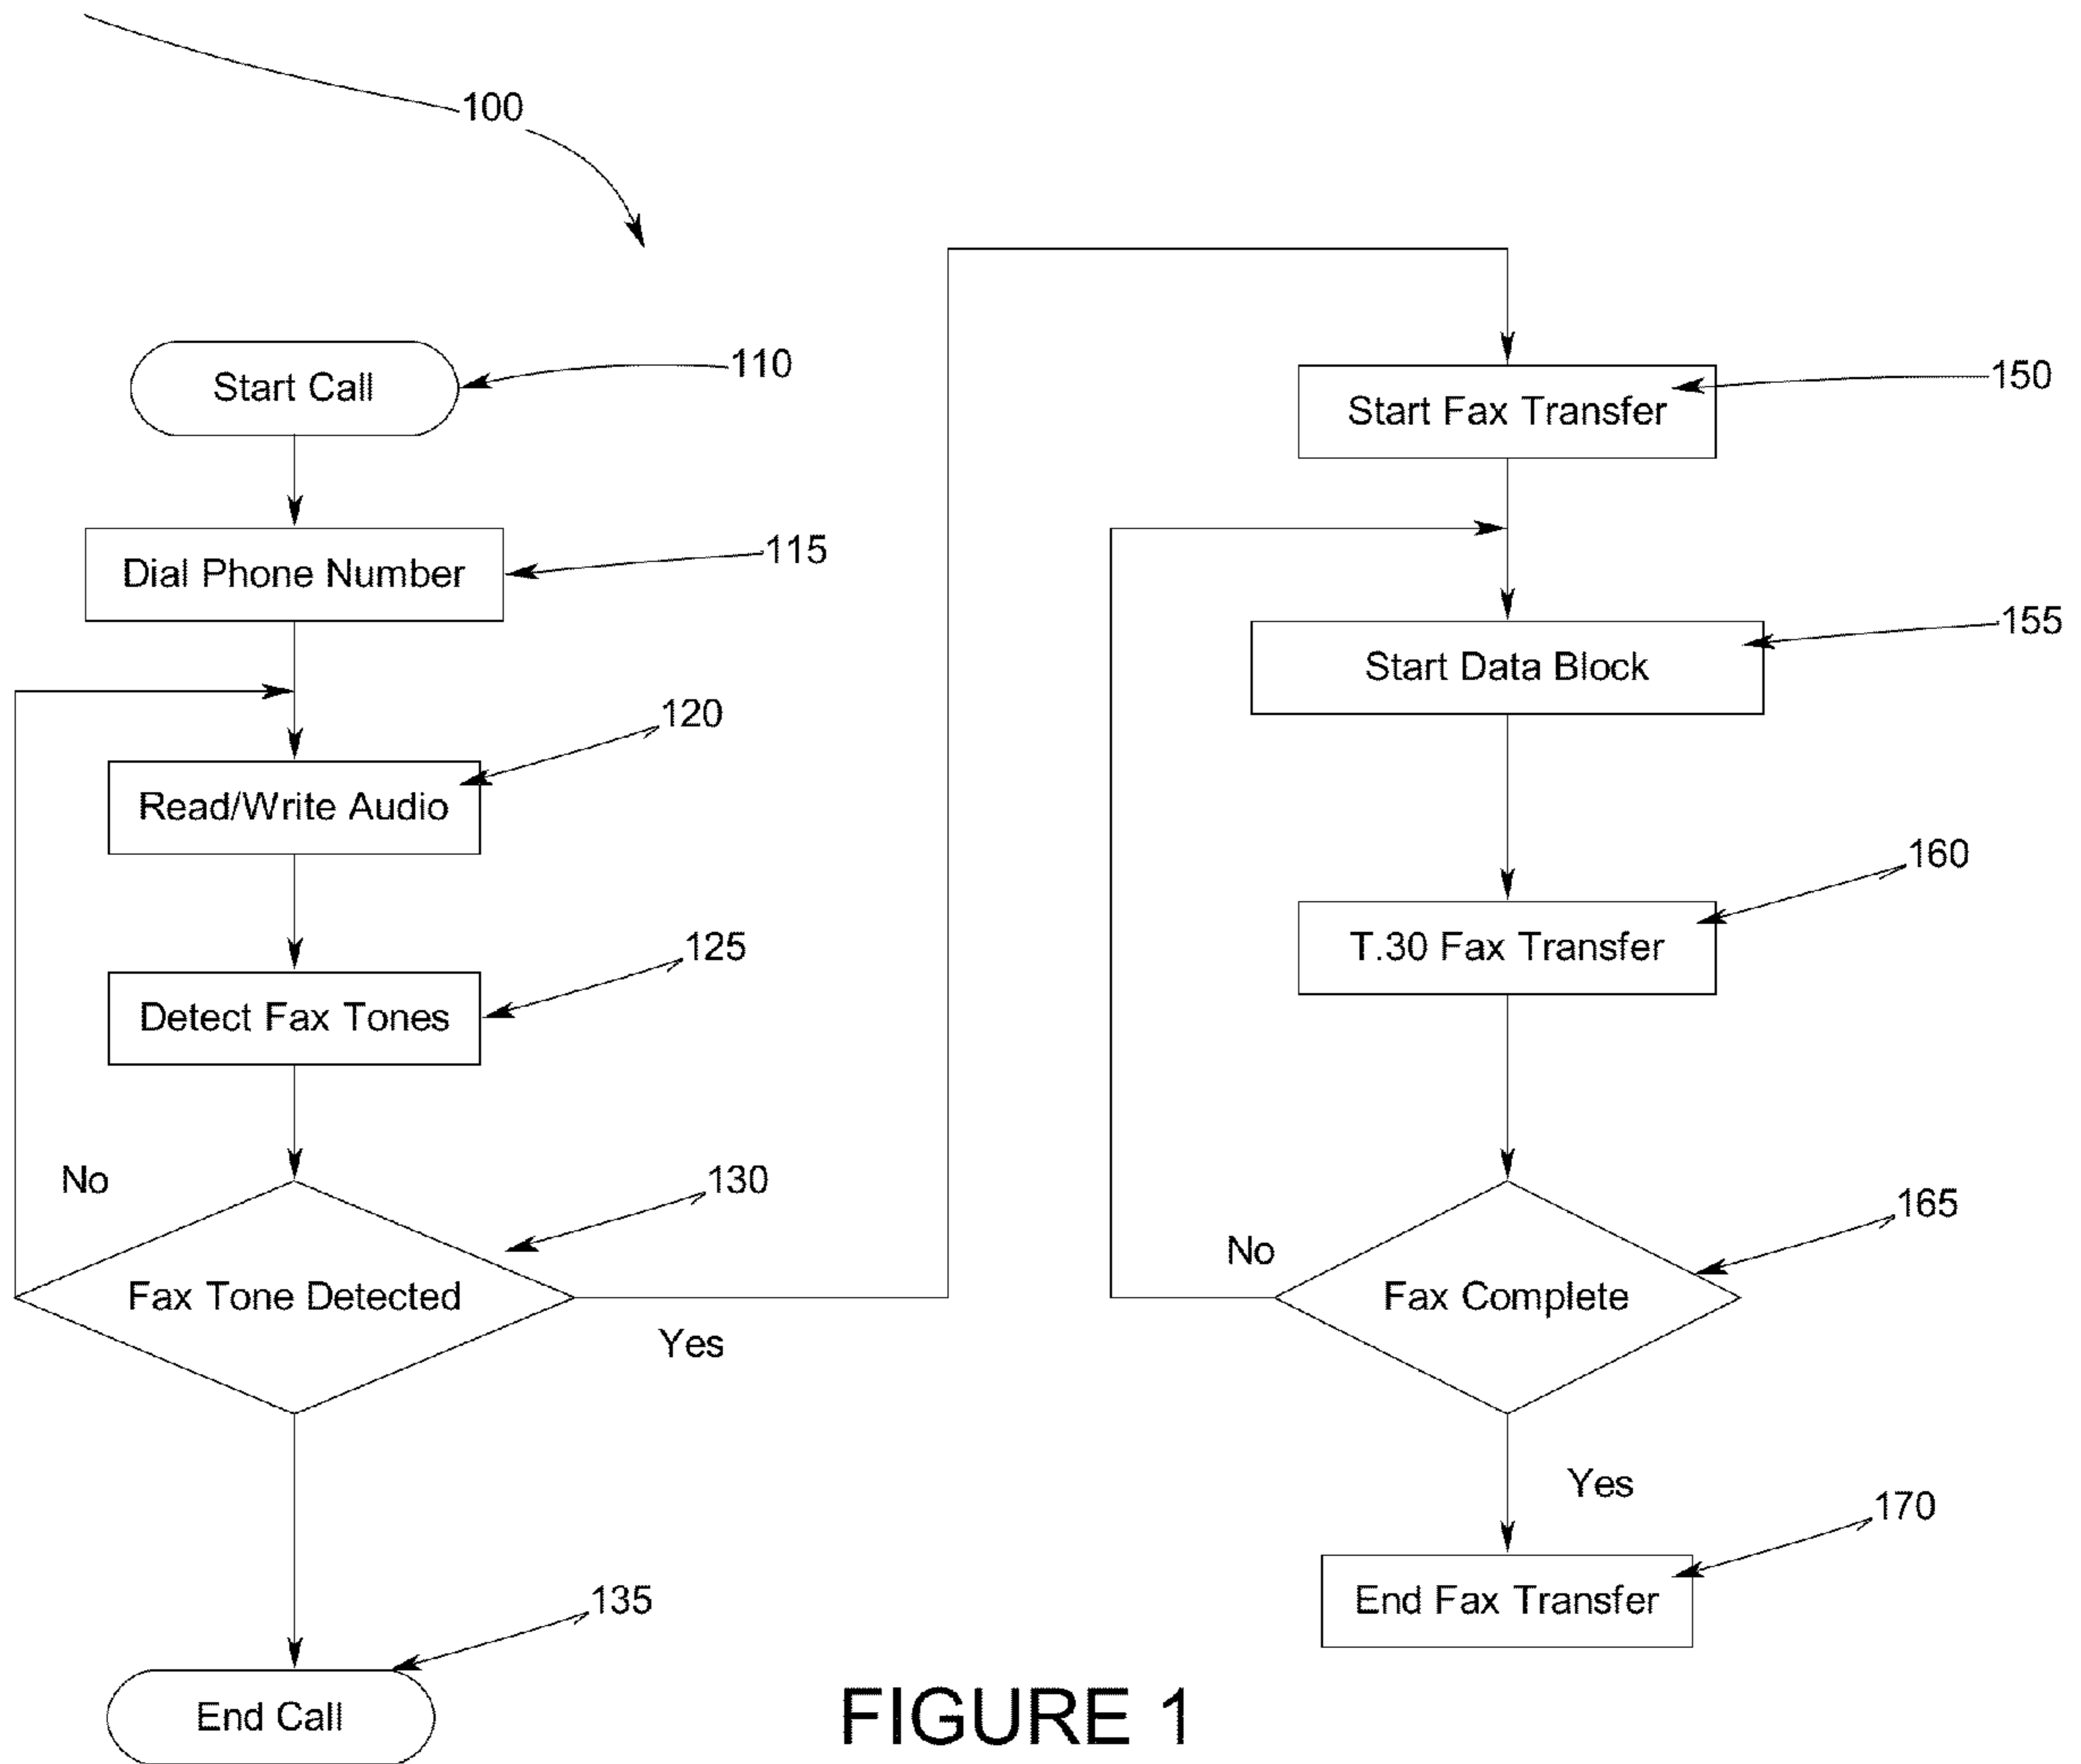 100
Start Call
110
Dial Phone Number
115
Read/Write Audio
120
Detect Fax Tones
125
No
Fax Tone Detected
130
Yes
End Call
135
Start Fax Transfer
150
Start Data Block
155
T.30 Fax Transfer
160
No
Fax Complete
165
Yes
End Fax Transfer
170
FIGURE 1